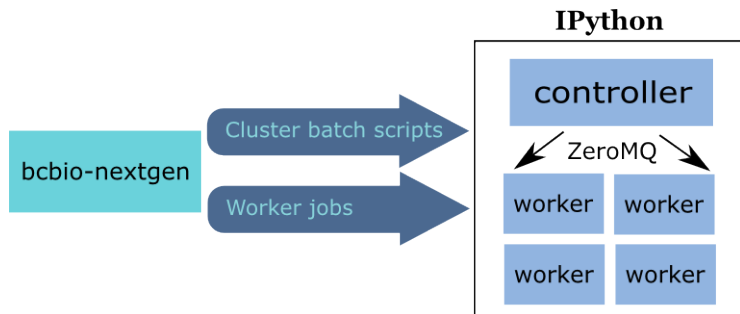 IPython
controller
Cluster batch scripts
ZeroMQ
bcbio-nextgen
Worker jobs
worker worker
worker worker